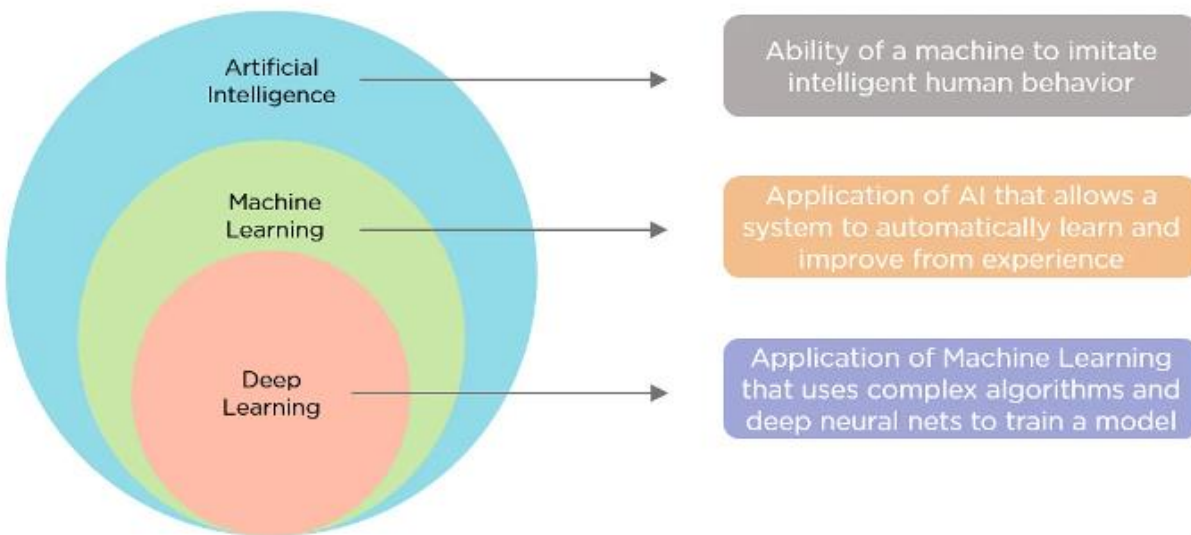 Artificial
Intelligence
Ability of a machine to imitate
intelligent human behavior
Machine
Learning
Application of AI that allows a
system to automatically learn and
improve from experience
Deep
Learning
Application of Machine Learning
that uses complex algorithms and
deep neural nets to train a model